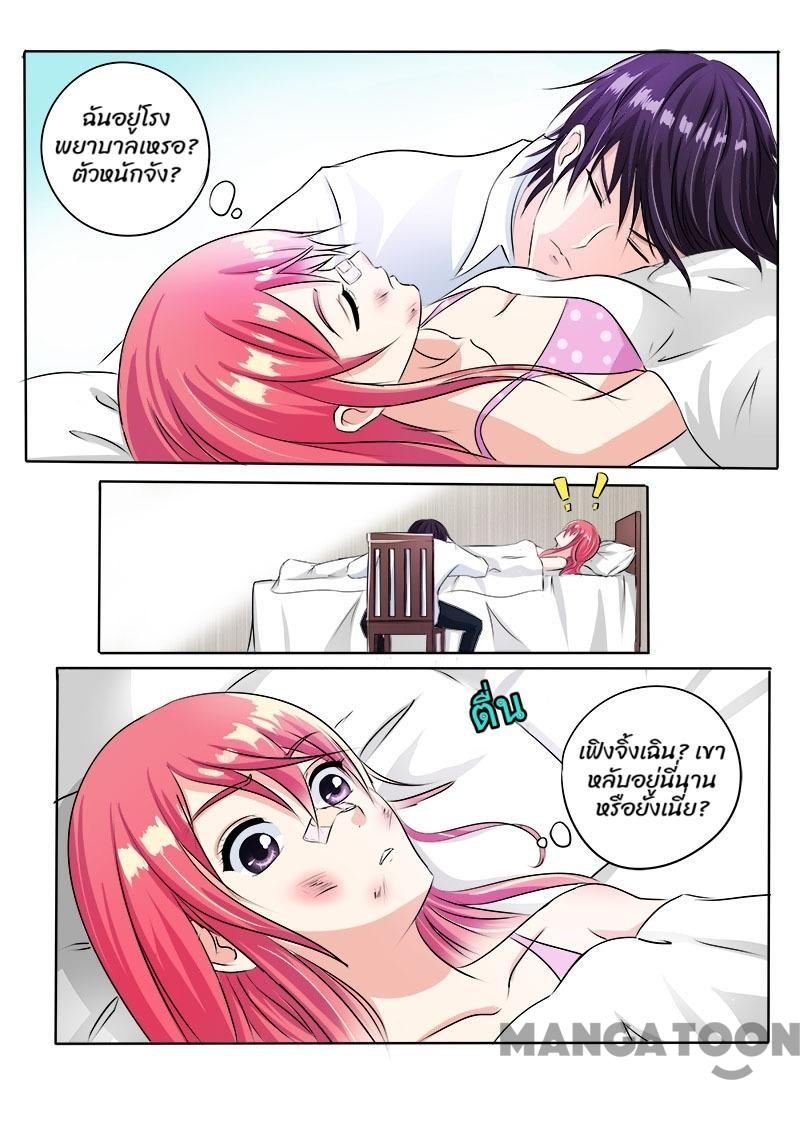 ฉันอยู่โรง
พยาบาลเหรอ?
ตัวหนักจัง?
!!
ตื่น
เฟิงจิ้งเฉิน? เขา
หลับอยู่นี่นาน
หรือยังเนี่ย?
MANGATOON